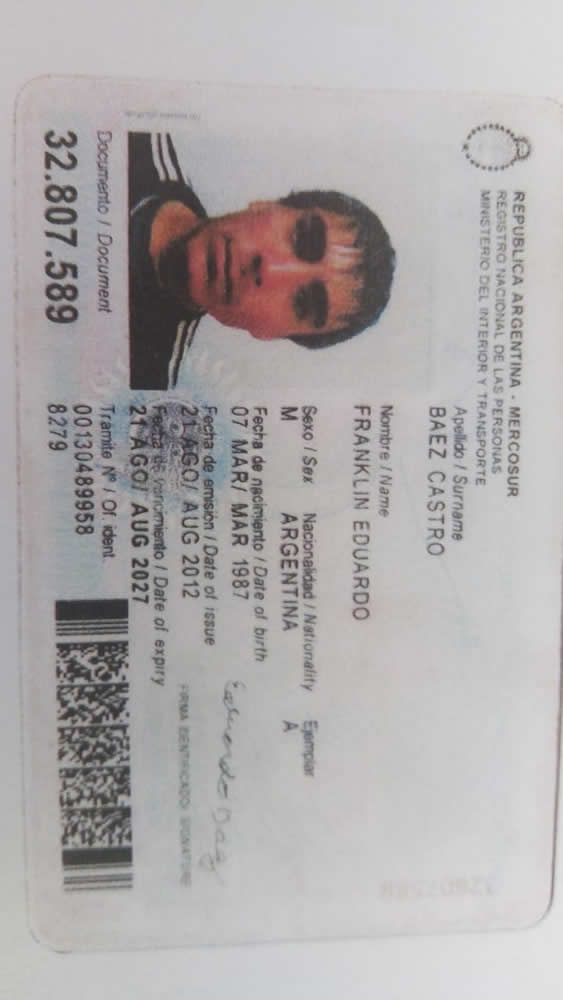 REPUBLICA ARGENTINA - MERCOSUR
REGISTRO NACIONAL DE LAS PERSONAS
MINISTERIO DEL INTERIOR Y TRANSPORTE
Apellido / Surname
BAEZ CASTRO
Nombre / Name
FRANKLIN EDUARDO
Sexo / Sex Nacionalidad / Nationality Ejemplar
M ARGENTINA A
Fecha de nacimiento / Date of birth
07 MAR/ MAR 1987
Fecha de emisión / Date of issue
21 AGO/ AUG 2012
Fecha de vencimiento / Date of expiry
21 AGO/ AUG 2027
FIRMA IDENTIFICADO/ SIGNATURE
Documento / Document
32.807.589
Tramite Nº / Of. ident.
00130489958
8279